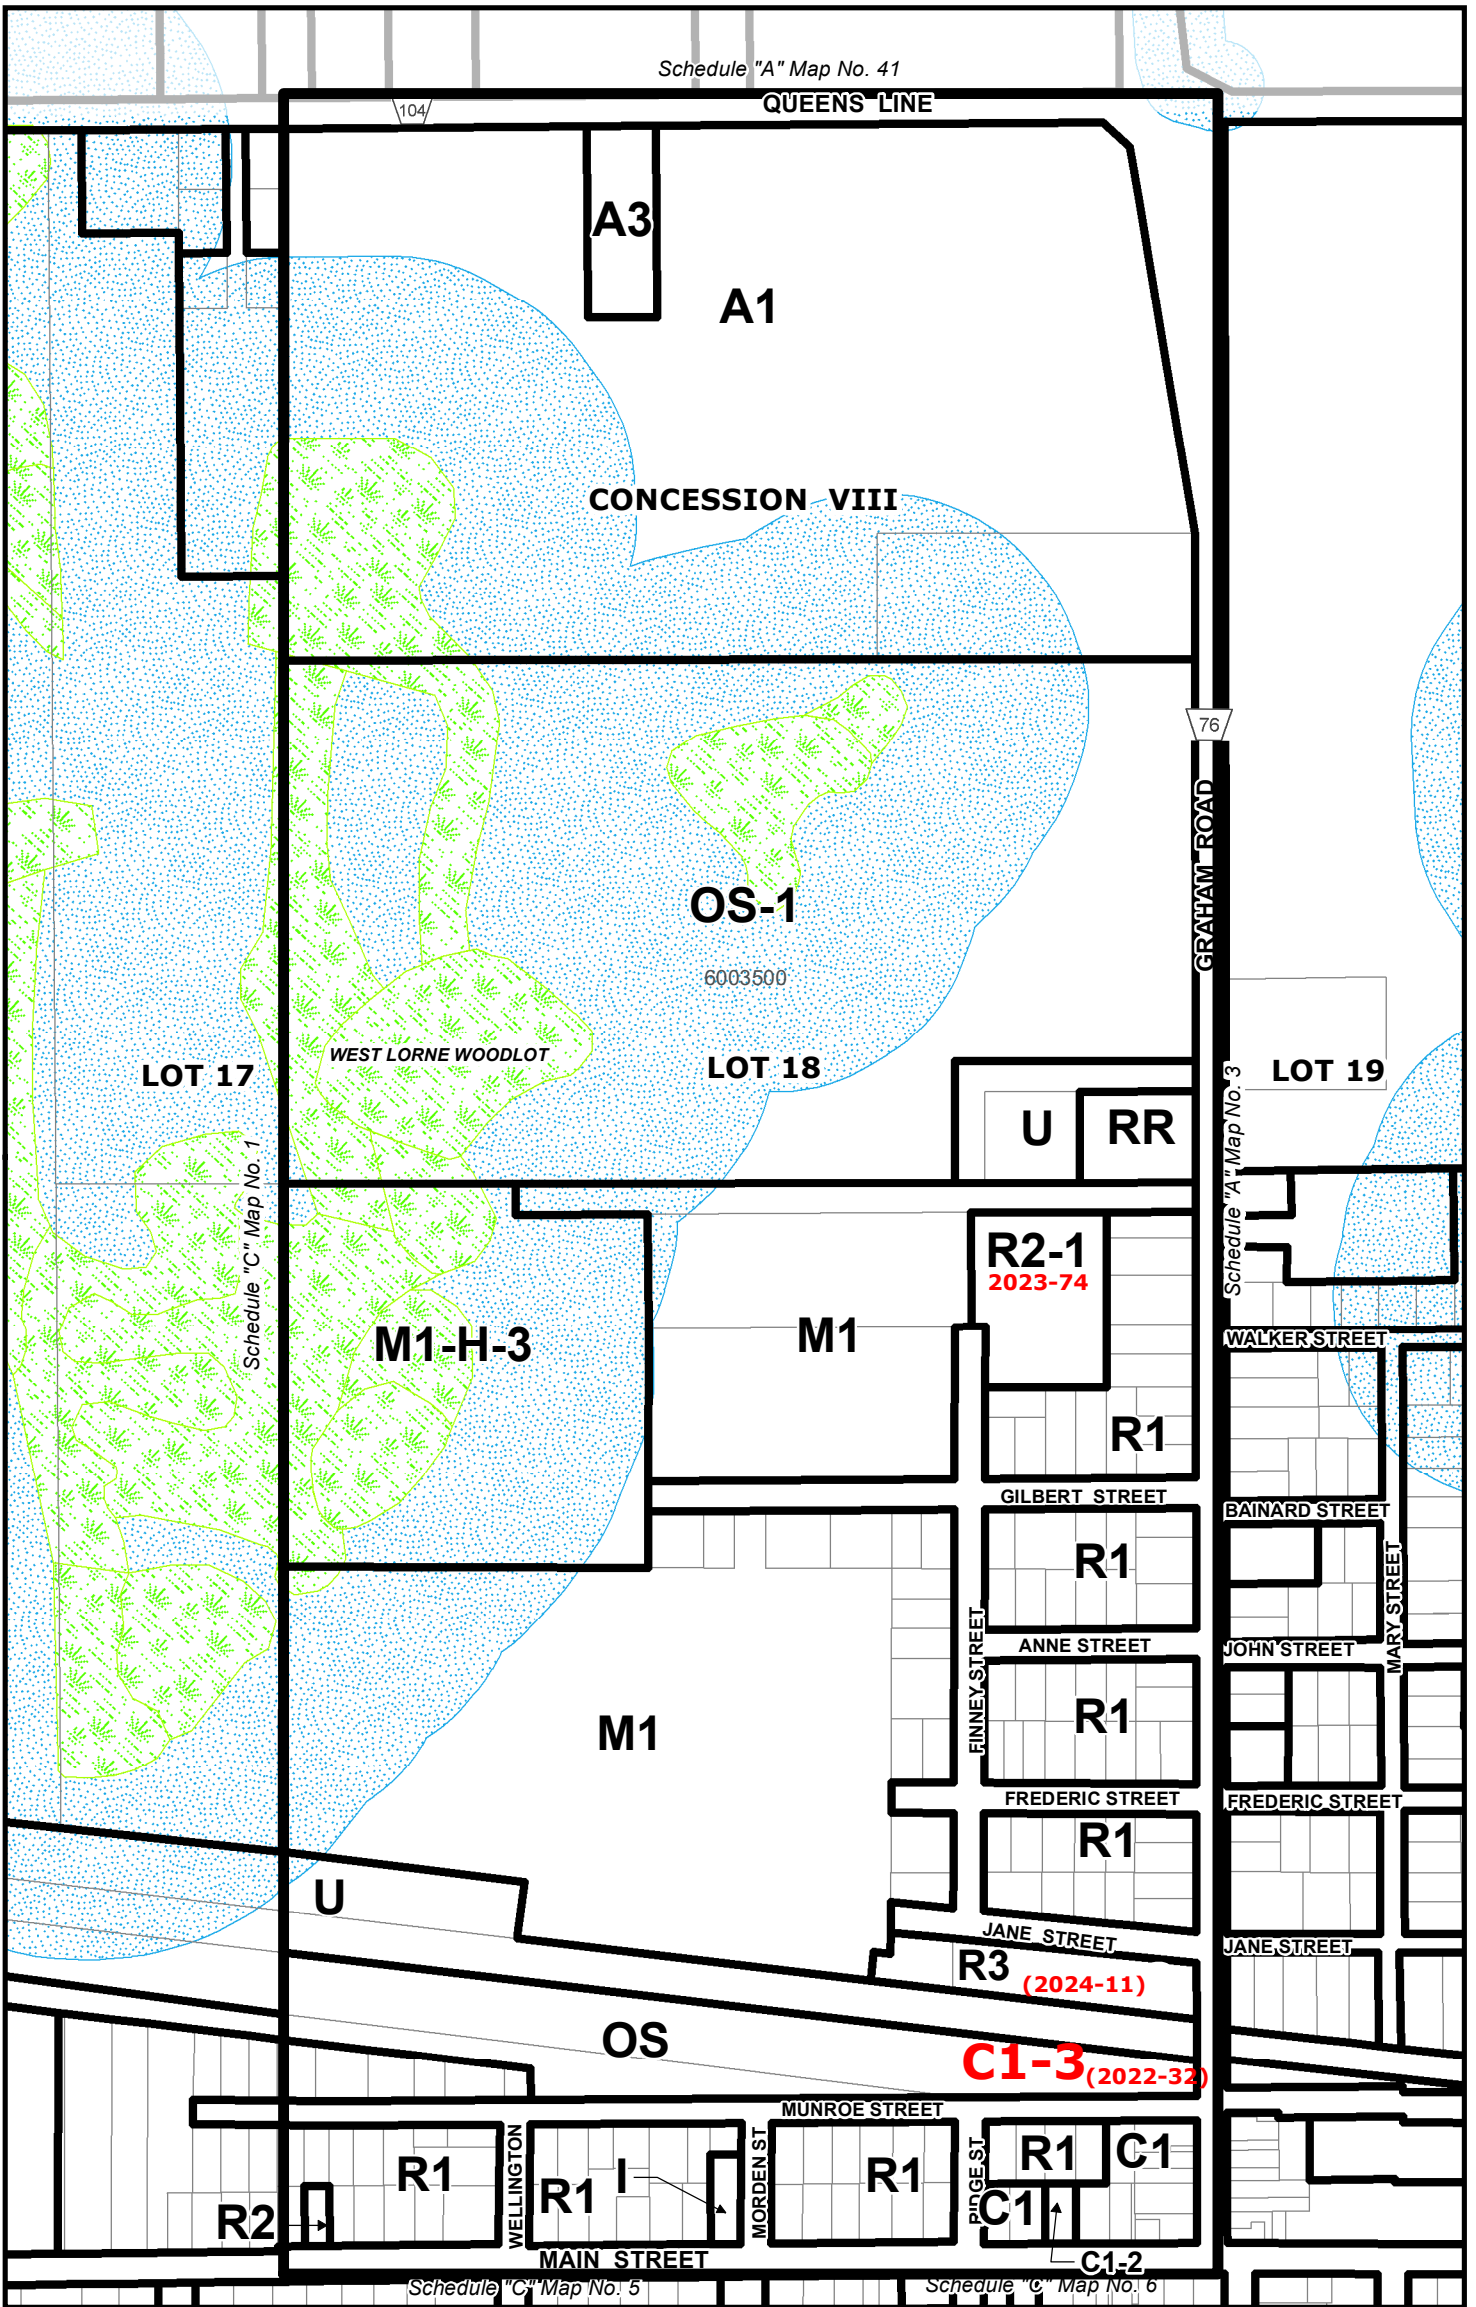 Schedule "A" Map No. 41
QUEENS LINE
104
A3
A1
CONCESSION VIII
76
GRAHAM ROAD
OS-1
6003500
WEST LORNE WOODLOT
LOT 17
LOT 18
LOT 19
Schedule "C" Map No. 1
Schedule "A" Map No. 3
U
RR
R2-1
2023-74
M1-H-3
M1
WALKER STREET
R1
GILBERT STREET
BAINARD STREET
R1
MARY STREET
FINNEY STREET
ANNE STREET
JOHN STREET
R1
M1
FREDERIC STREET
FREDERIC STREET
R1
U
JANE STREET
JANE STREET
R3
(2024-11)
OS
C1-3 (2022-32)
MUNROE STREET
R1
WELLINGTON
R1
I
MORDEN ST
R1
RIDGE ST
R1
C1
R2
C1
C1-2
MAIN STREET
Schedule "C" Map No. 5
Schedule "C" Map No. 6